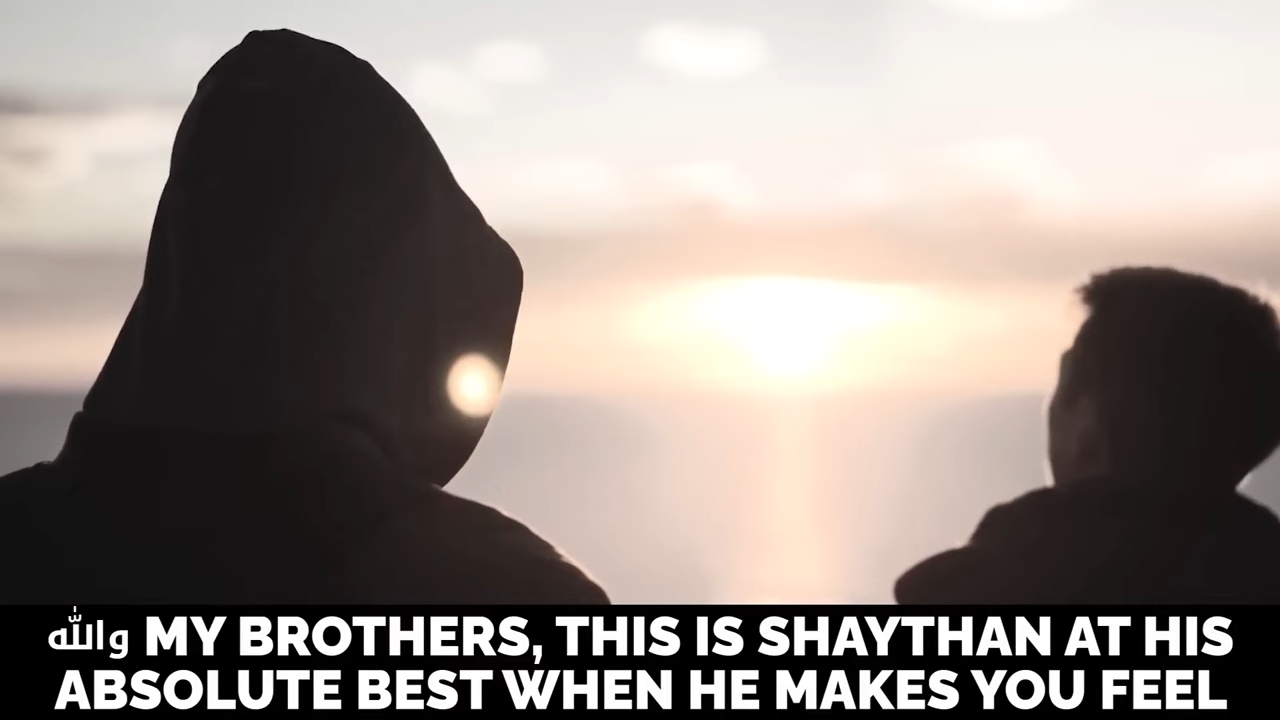 والله MY BROTHERS, THIS IS SHAYTHAN AT HIS
ABSOLUTE BEST WHEN HE MAKES YOU FEEL